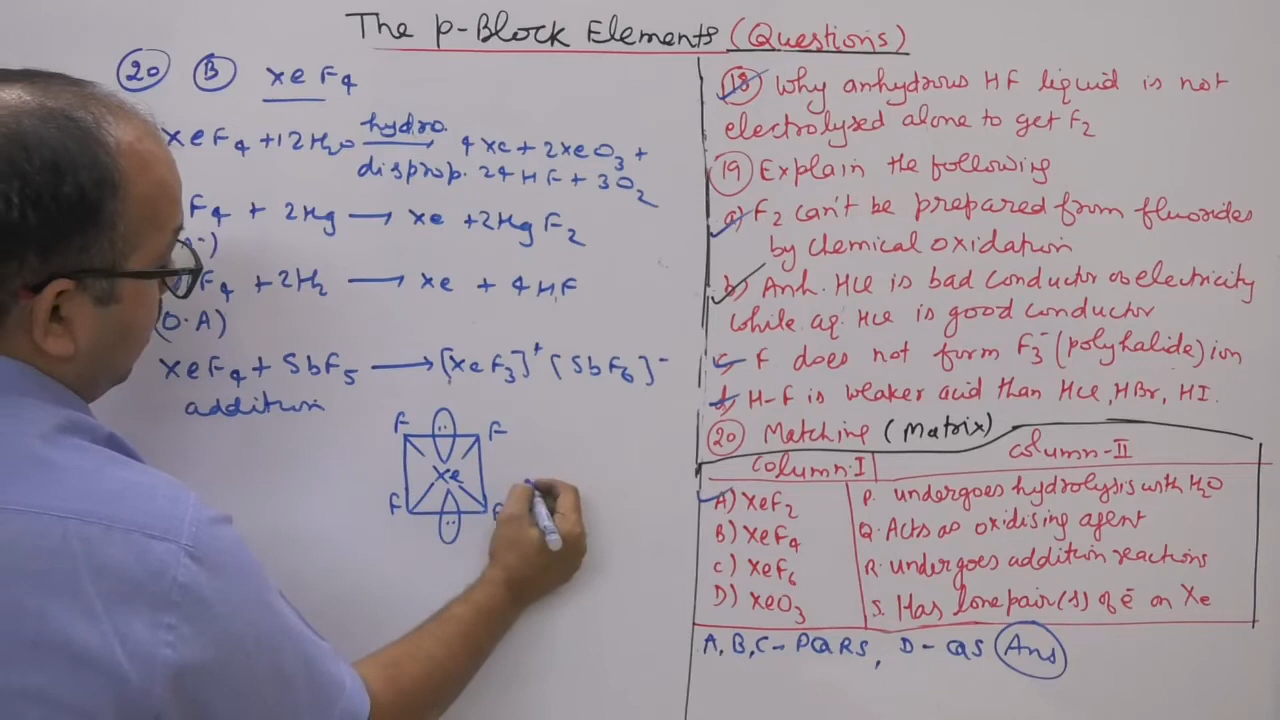 The p-Block Elements (Questions)
20 B XeF4
XeF4 + 12H2O hydro. → disprop. 4Xe + 2XeO3 +
24HF + 3O2
F4 + 2Hg → Xe + 2HgF2
F4 + 2H2 → Xe + 4HF
(O.A)
XeF4 + SbF5 → [XeF3]+ [SbF6]-
addition
F F
Xe
F F
18 Why anhydrous HF liquid is not
electrolyzed alone to get F2
19 Explain the following
a) F2 can't be prepared from fluorides
by chemical oxidation
b) Anh. HCl is bad conductor of electricity
while aq. HCl is good conductor
c) F does not form F3- (polyhalide) ion
d) H-F is weaker acid than HCl, HBr, HI.
20 Matching (Matrix)
Column-I Column-II
A) XeF2 P. undergoes hydrolysis with H2O
B) XeF4 Q. Acts as oxidising agent
C) XeF6 R. undergoes addition reactions
D) XeO3 S. Has lone pair(s) of e- on Xe
A, B, C - PQRS, D - QS Ans